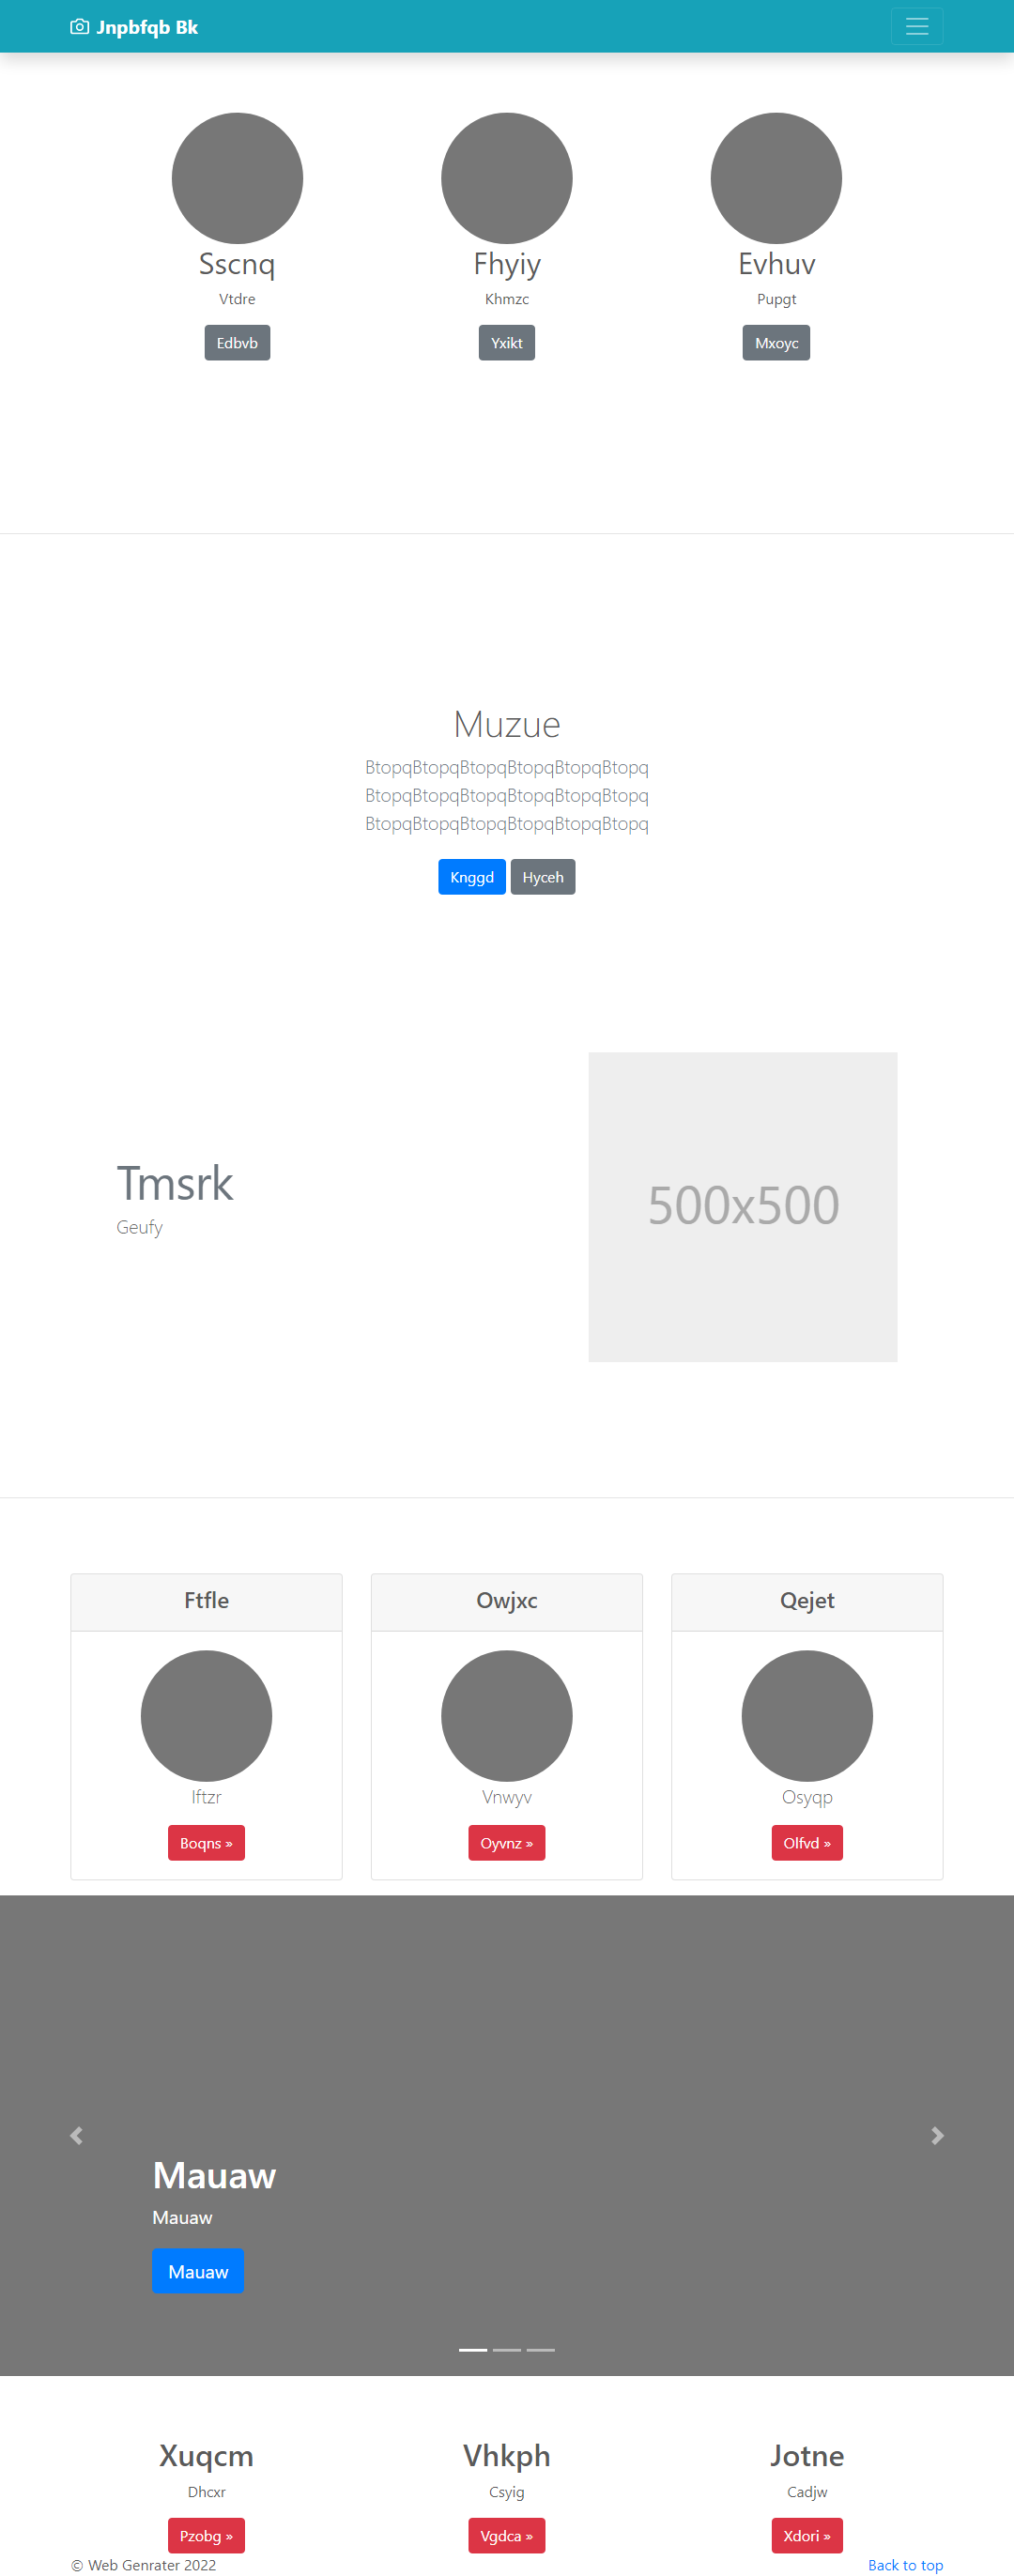 Jnpbfqb Bk
Sscnq Fhyiy Evhuv
Vtdre Khmzc Pupgt
Edbvb Yxikt Mxoyc
Muzue
BtopqBtopqBtopqBtopqBtopqBtopq
BtopqBtopqBtopqBtopqBtopqBtopq
BtopqBtopqBtopqBtopqBtopqBtopq
Knggd Hyceh
Tmsrk
Geufy
500x500
Ftfle Owjxc Qejet
Iftzr Vnwyv Osyqp
Boqns » Oyvnz » Olfvd »
Mauaw
Mauaw
Mauaw
Xuqcm Vhkph Jotne
Dhcxr Csyig Cadjw
Pzobg » Vgdca » Xdori »
© Web Genrater 2022 Back to top